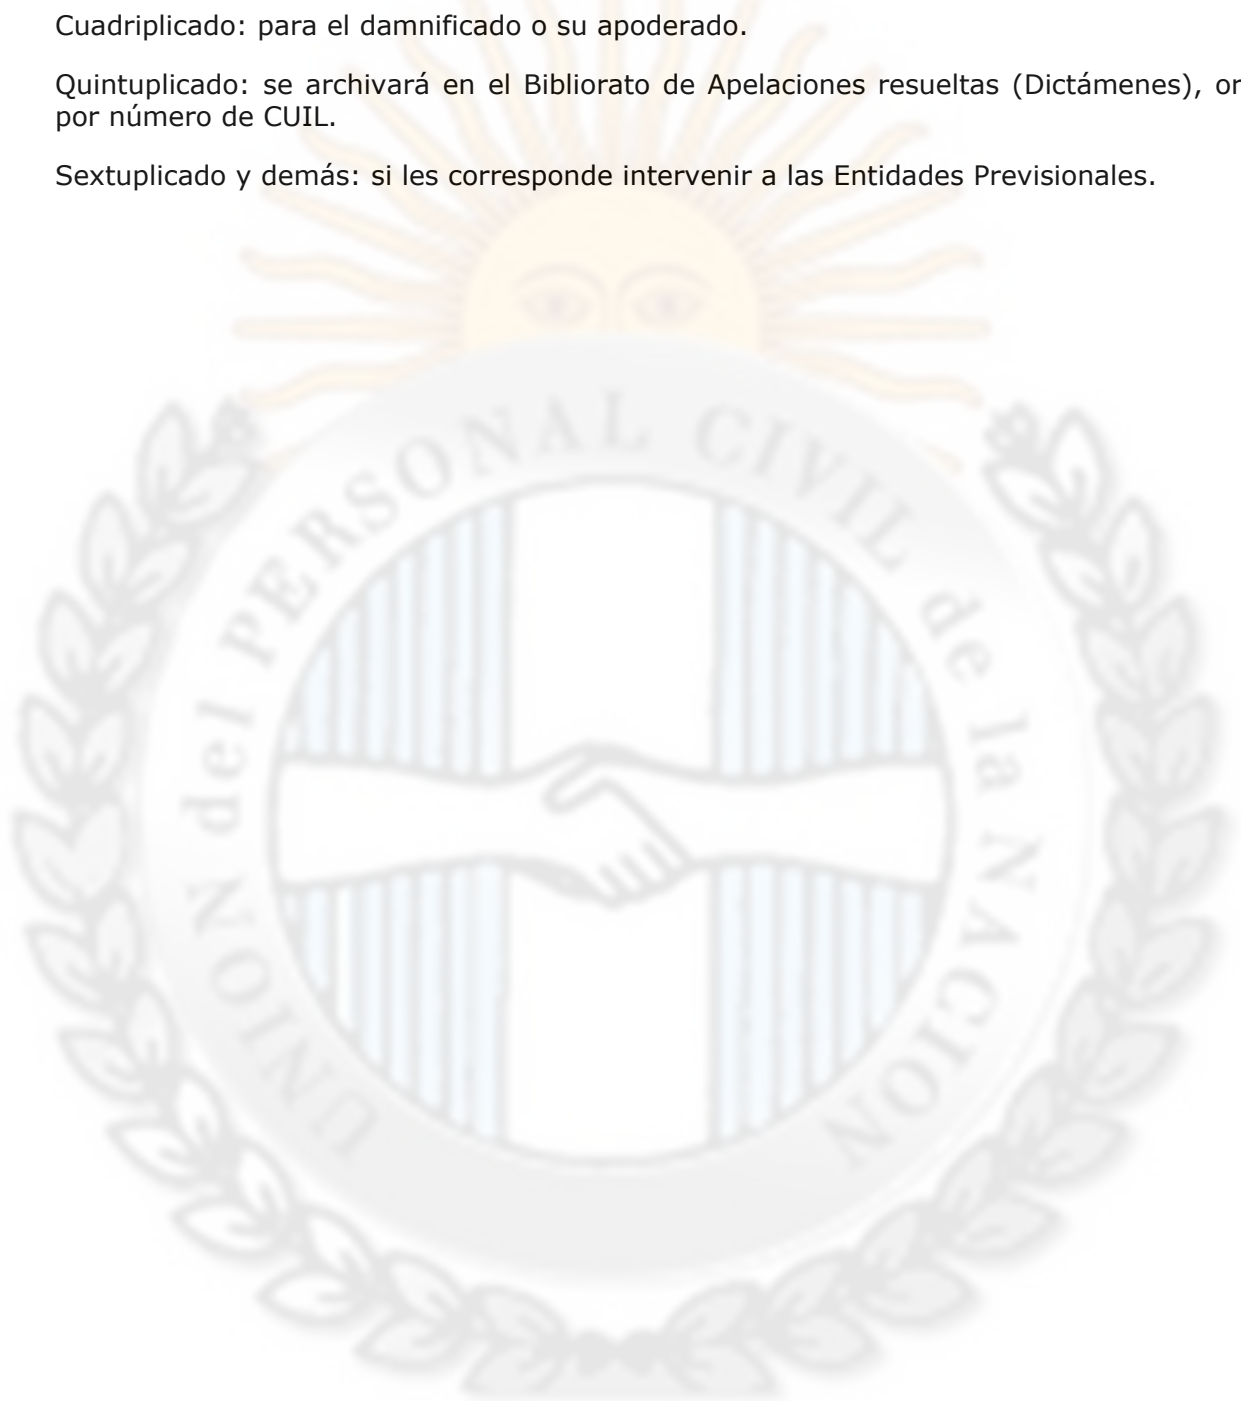 Cuadriplicado: para el damnificado o su apoderado.
Quintuplicado: se archivará en el Bibliorato de Apelaciones resueltas (Dictámenes),
por número de CUIL.
Sextuplicado y demás: si les corresponde intervenir a las Entidades Previsionales.
UNION del PERSONAL CIVIL de la NACION